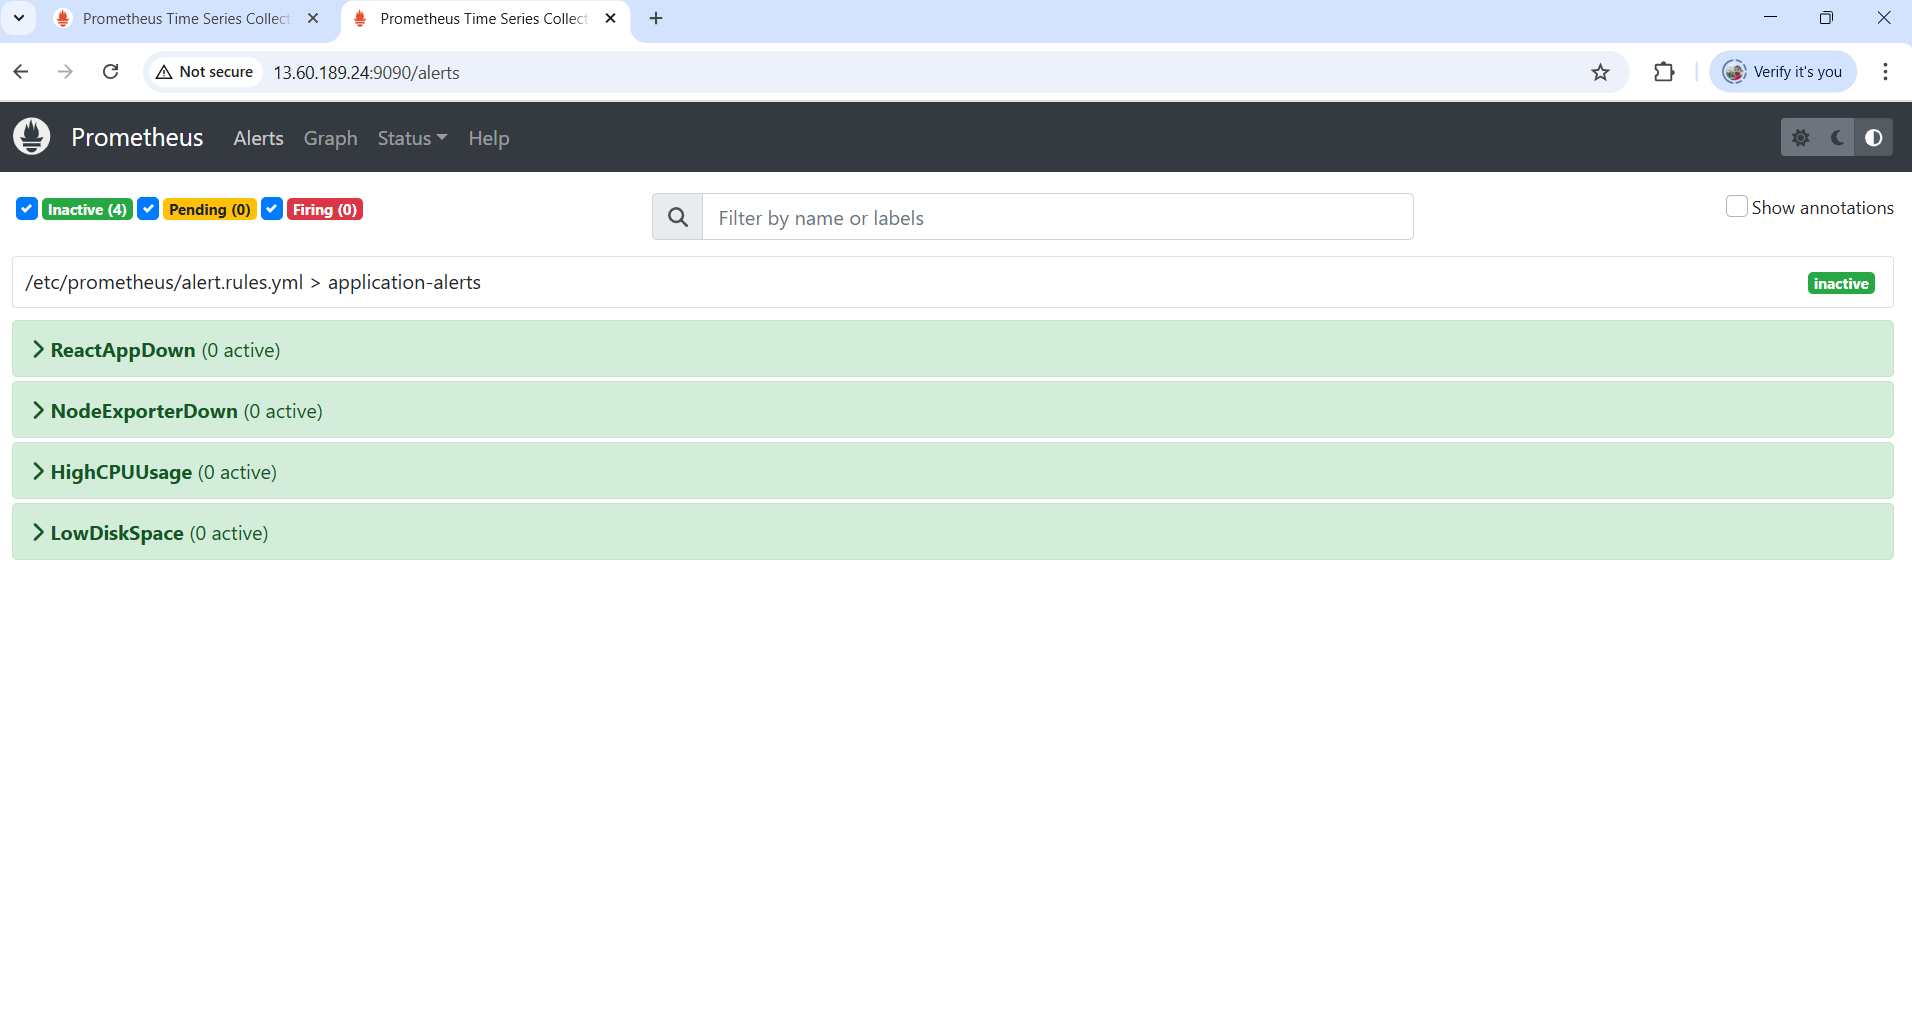 Prometheus Time Series Collect
Prometheus Time Series Collect
Not secure 13.60.189.24:9090/alerts
Verify it's you
Prometheus Alerts Graph Status Help
Inactive (4) Pending (0) Firing (0)
Filter by name or labels
Show annotations
/etc/prometheus/alert.rules.yml > application-alerts
inactive
ReactAppDown (0 active)
NodeExporterDown (0 active)
HighCPUUsage (0 active)
LowDiskSpace (0 active)